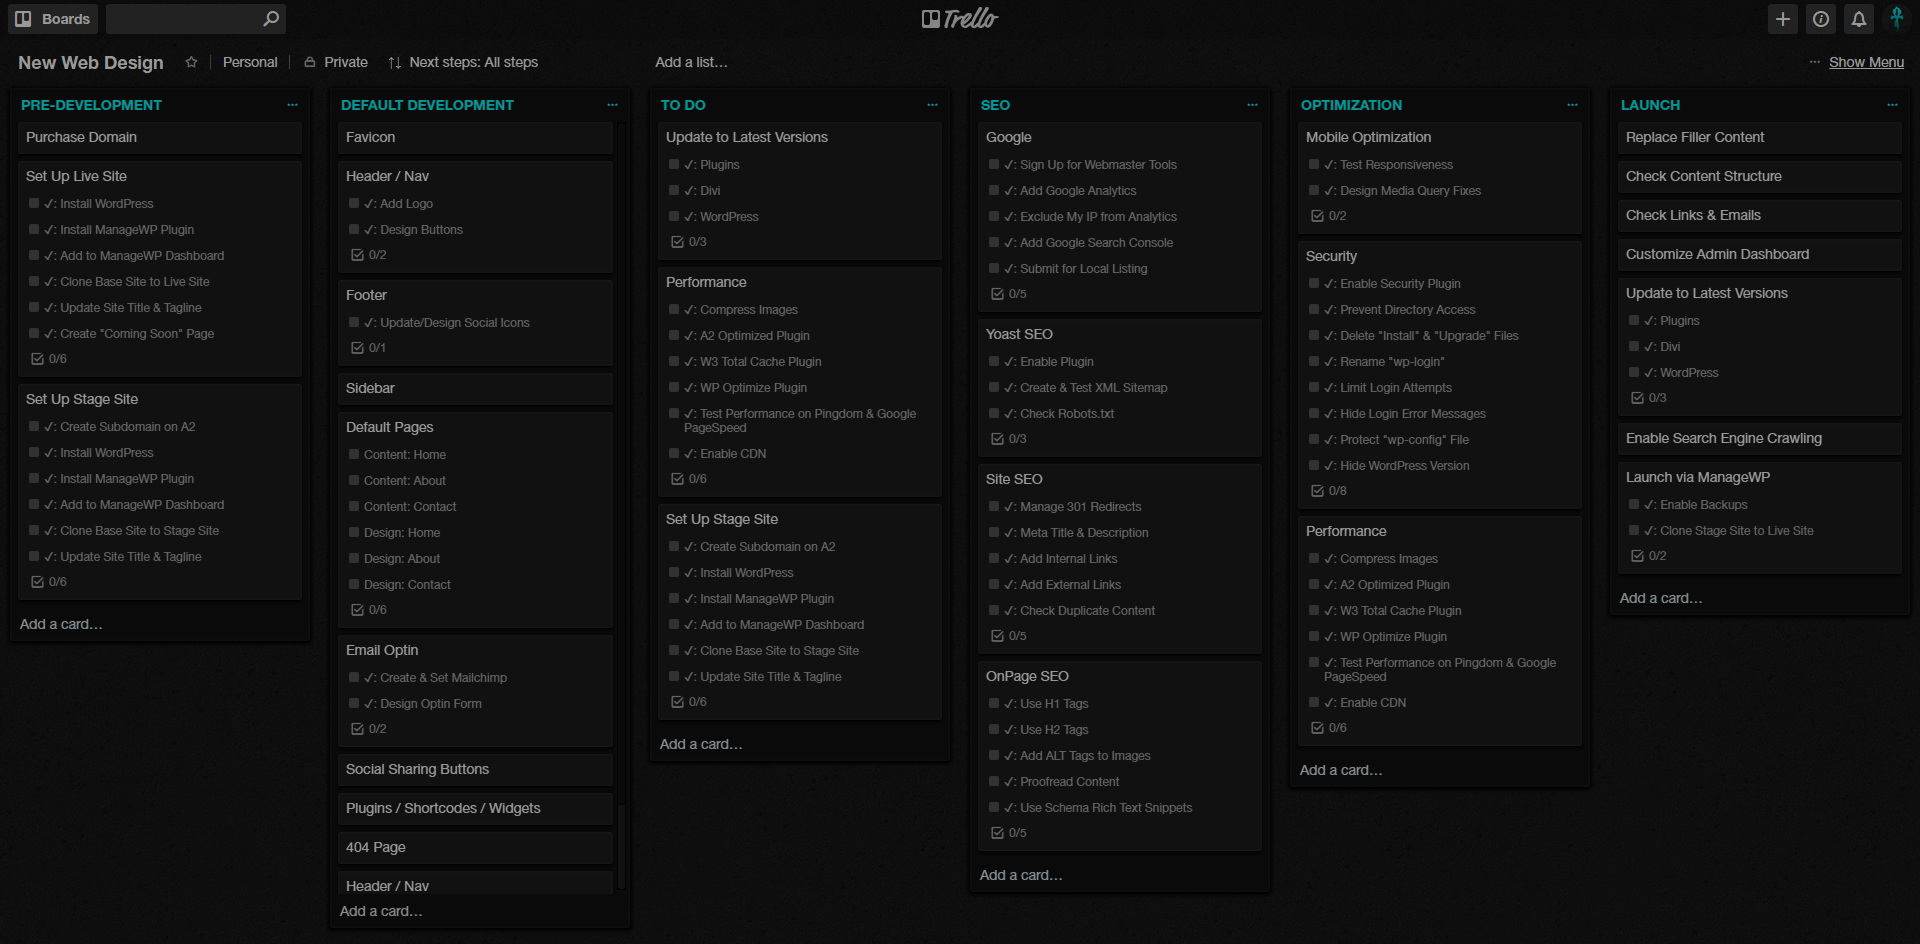 Boards
Trello
New Web Design
Personal
Private
Next steps: All steps
Add a list...
Show Menu
PRE-DEVELOPMENT
Purchase Domain
Set Up Live Site
✓: Install WordPress
✓: Install ManageWP Plugin
✓: Add to ManageWP Dashboard
✓: Clone Base Site to Live Site
✓: Update Site Title & Tagline
✓: Create "Coming Soon" Page
0/6
Set Up Stage Site
✓: Create Subdomain on A2
✓: Install WordPress
✓: Install ManageWP Plugin
✓: Add to ManageWP Dashboard
✓: Clone Base Site to Stage Site
✓: Update Site Title & Tagline
0/6
Add a card...
DEFAULT DEVELOPMENT
Favicon
Header / Nav
✓: Add Logo
✓: Design Buttons
0/2
Footer
✓: Update/Design Social Icons
0/1
Sidebar
Default Pages
Content: Home
Content: About
Content: Contact
Design: Home
Design: About
Design: Contact
0/6
Email Optin
✓: Create & Set Mailchimp
✓: Design Optin Form
0/2
Social Sharing Buttons
Plugins / Shortcodes / Widgets
404 Page
Header / Nav
Add a card...
TO DO
Update to Latest Versions
✓: Plugins
✓: Divi
✓: WordPress
0/3
Performance
✓: Compress Images
✓: A2 Optimized Plugin
✓: W3 Total Cache Plugin
✓: WP Optimize Plugin
✓: Test Performance on Pingdom & Google
PageSpeed
✓: Enable CDN
0/6
Set Up Stage Site
✓: Create Subdomain on A2
✓: Install WordPress
✓: Install ManageWP Plugin
✓: Add to ManageWP Dashboard
✓: Clone Base Site to Stage Site
✓: Update Site Title & Tagline
0/6
Add a card...
SEO
Google
✓: Sign Up for Webmaster Tools
✓: Add Google Analytics
✓: Exclude My IP from Analytics
✓: Add Google Search Console
✓: Submit for Local Listing
0/5
Yoast SEO
✓: Enable Plugin
✓: Create & Test XML Sitemap
✓: Check Robots.txt
0/3
Site SEO
✓: Manage 301 Redirects
✓: Meta Title & Description
✓: Add Internal Links
✓: Add External Links
✓: Check Duplicate Content
0/5
OnPage SEO
✓: Use H1 Tags
✓: Use H2 Tags
✓: Add ALT Tags to Images
✓: Proofread Content
✓: Use Schema Rich Text Snippets
0/5
Add a card...
OPTIMIZATION
Mobile Optimization
✓: Test Responsiveness
✓: Design Media Query Fixes
0/2
Security
✓: Enable Security Plugin
✓: Prevent Directory Access
✓: Delete "Install" & "Upgrade" Files
✓: Rename "wp-login"
✓: Limit Login Attempts
✓: Hide Login Error Messages
✓: Protect "wp-config" File
✓: Hide WordPress Version
0/8
Performance
✓: Compress Images
✓: A2 Optimized Plugin
✓: W3 Total Cache Plugin
✓: WP Optimize Plugin
✓: Test Performance on Pingdom & Google
PageSpeed
✓: Enable CDN
0/6
Add a card...
LAUNCH
Replace Filler Content
Check Content Structure
Check Links & Emails
Customize Admin Dashboard
Update to Latest Versions
✓: Plugins
✓: Divi
✓: WordPress
0/3
Enable Search Engine Crawling
Launch via ManageWP
✓: Enable Backups
✓: Clone Stage Site to Live Site
0/2
Add a card...